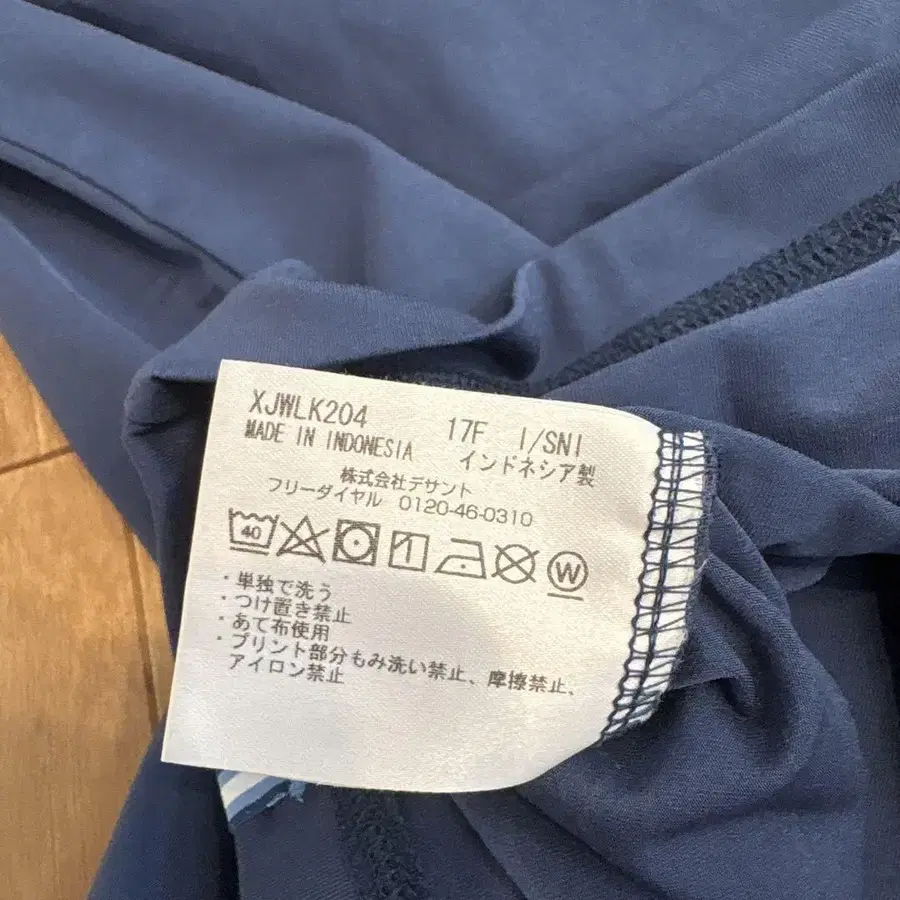 XJWLK204 17F I/SNI
MADE IN INDONESIA インドネシア製
株式会社デサント
フリーダイヤル 0120-46-0310
40 W
・単独で洗う
・つけ置き禁止
・あて布使用
・プリント部分もみ洗い禁止、摩擦禁止、
アイロン禁止